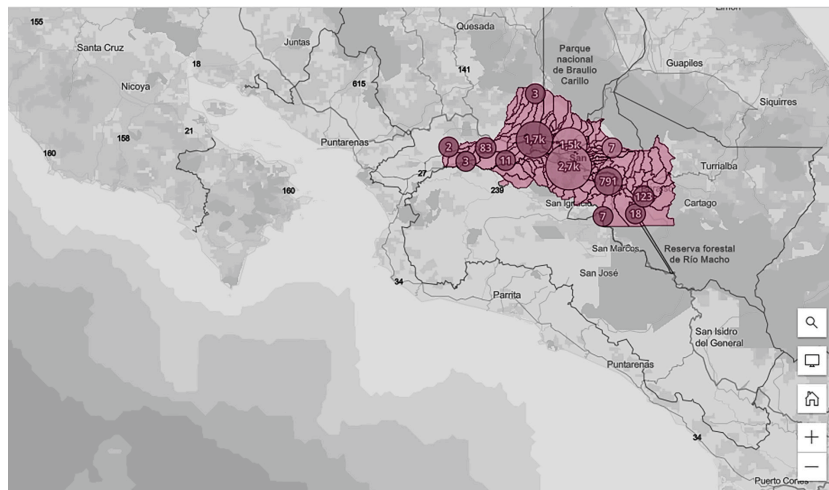 155
Limón
Quesada
Santa Cruz
Juntas
Parque
nacional
de Braulio
Carillo
Guapiles
18
141
615
Nicoya
3
Siquirres
21
158
Puntarenas
1,7k
2
83
1,5k
7
160
3
11
San
2,7k
Turrialba
27
791
160
239
123
Cartago
San Ignacio
7
18
San Marcos
Reserva forestal
de Río Macho
San José
34
Parrita
San Isidro
del General
Puntarenas
34
Puerto Cortés